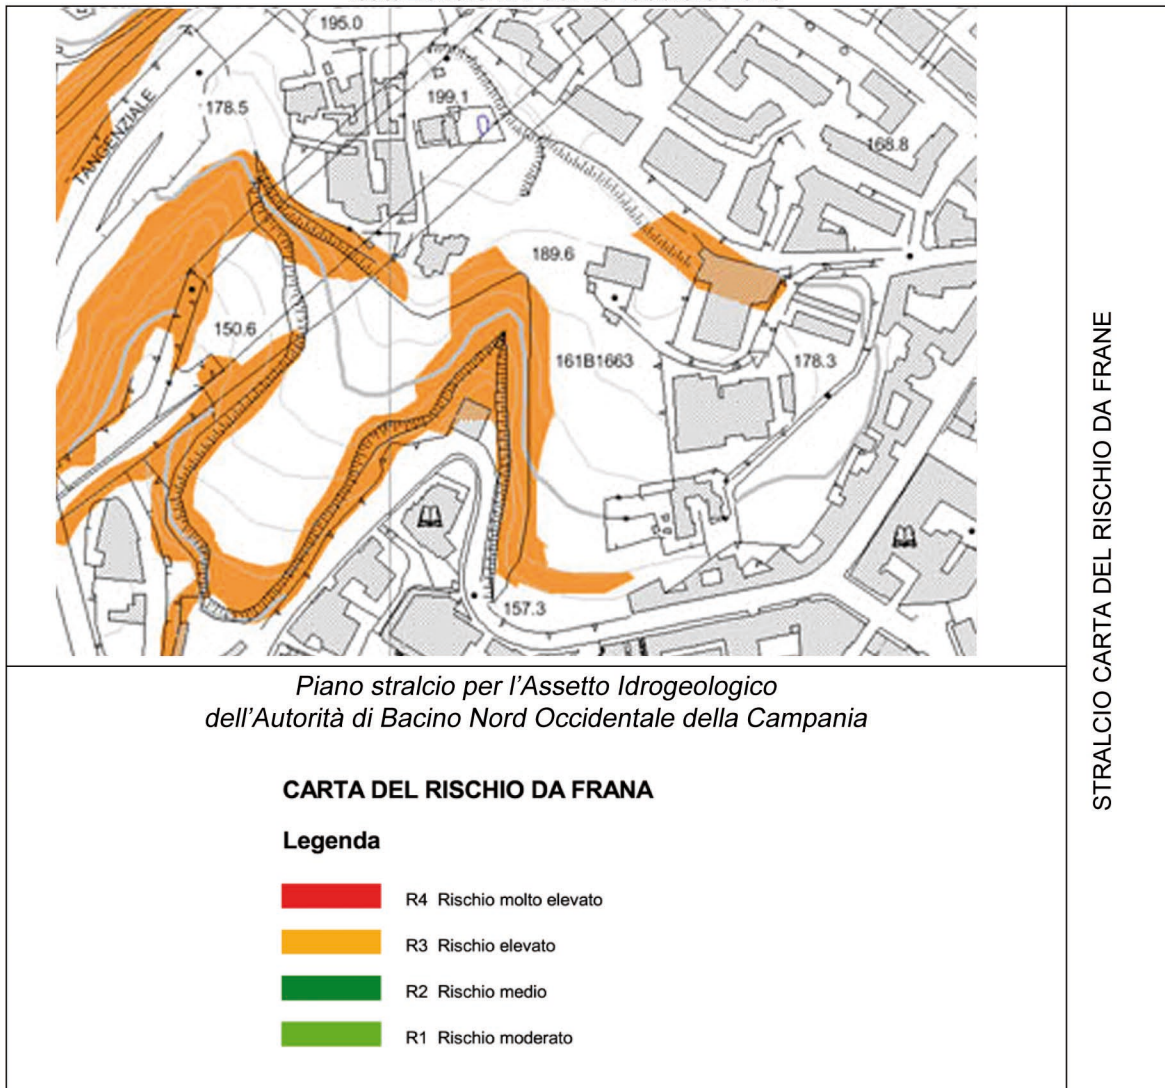 195.0
199.1
178.5
TANGENZIALE
168.8
189.6
150.6
161B1663
178.3
157.3
Piano stralcio per l'Assetto Idrogeologico
dell'Autorità di Bacino Nord Occidentale della Campania
CARTA DEL RISCHIO DA FRANA
Legenda
R4 Rischio molto elevato
R3 Rischio elevato
R2 Rischio medio
R1 Rischio moderato
STRALCIO CARTA DEL RISCHIO DA FRANE